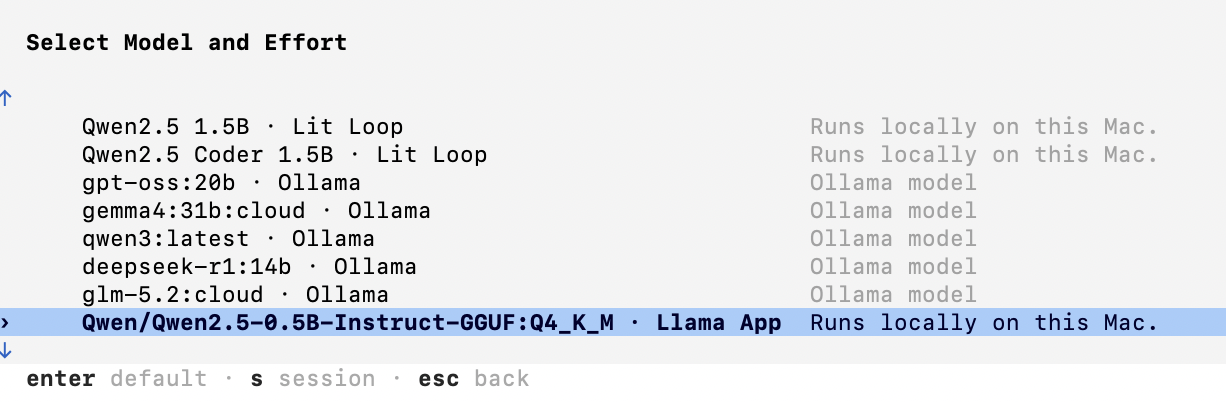 Select Model and Effort
↑
Qwen2.5 1.5B · Lit Loop Runs locally on this Mac.
Qwen2.5 Coder 1.5B · Lit Loop Runs locally on this Mac.
gpt-oss:20b · Ollama Ollama model
gemma4:31b:cloud · Ollama Ollama model
qwen3:latest · Ollama Ollama model
deepseek-r1:14b · Ollama Ollama model
glm-5.2:cloud · Ollama Ollama model
› Qwen/Qwen2.5-0.5B-Instruct-GGUF:Q4_K_M · Llama App Runs locally on this Mac.
↓
enter default · s session · esc back